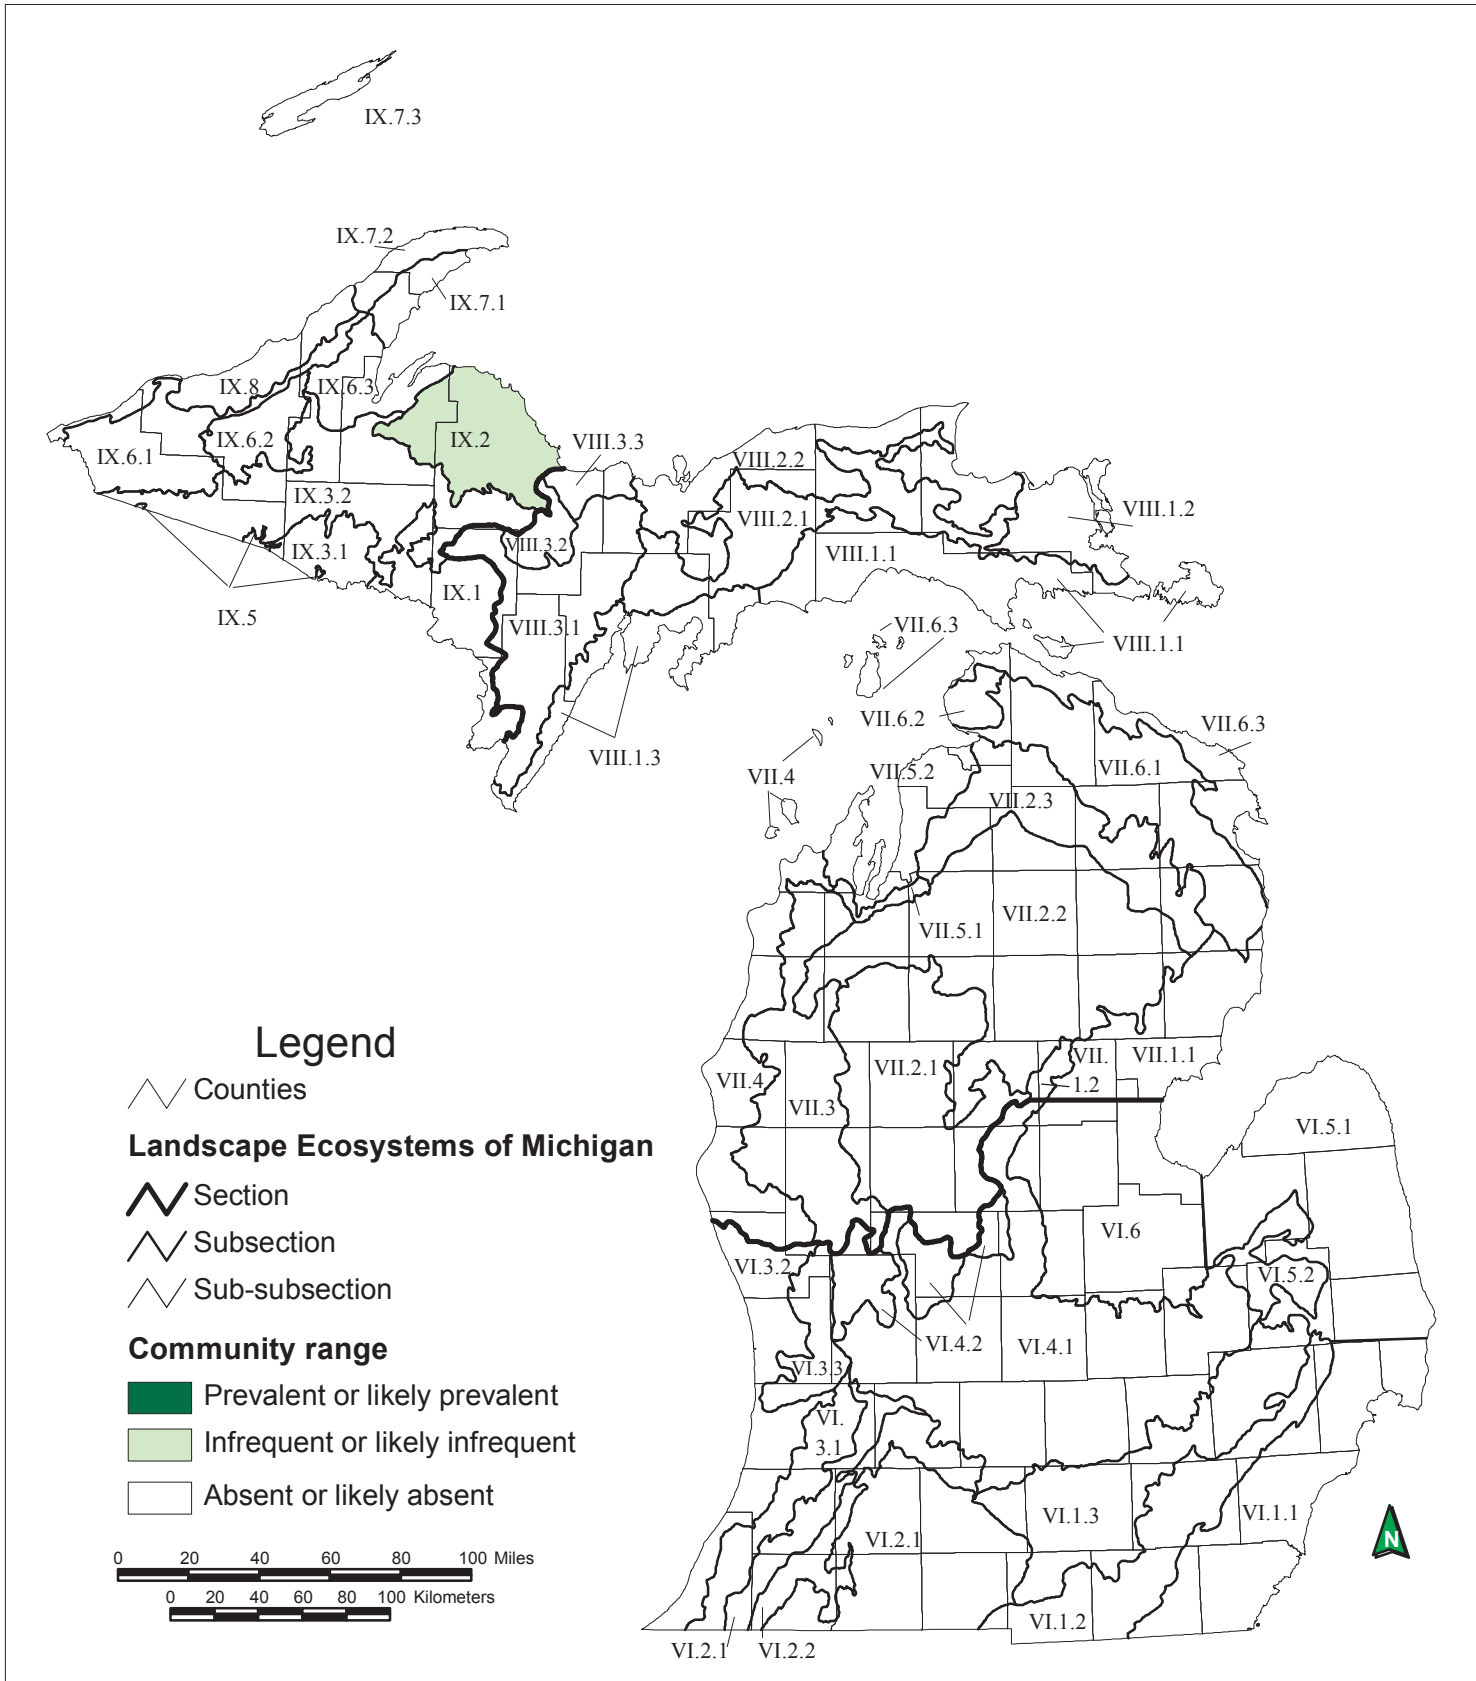 IX.7.3
IX.7.2
IX.7.1
IX.8
IX.6.3
IX.6.2
IX.2
IX.6.1
VIII.3.3
VIII.2.2
IX.3.2
VIII.2.1
VIII.1.2
IX.3.1
VIII.3.2
VIII.1.1
IX.1
IX.5
VIII.3.1
VII.6.3
VIII.1.1
VII.6.2
VII.6.3
VIII.1.3
VII.4
VII.5.2
VII.6.1
VII.2.3
VII.2.2
VII.5.1
Legend
Counties
Landscape Ecosystems of Michigan
Section
Subsection
Sub-subsection
Community range
Prevalent or likely prevalent
Infrequent or likely infrequent
Absent or likely absent
0 20 40 60 80 100 Miles
0 20 40 60 80 100 Kilometers
VII.4
VII.3
VII.2.1
VII.
1.2
VII.1.1
VI.5.1
VI.6
VI.3.2
VI.5.2
VI.4.2
VI.4.1
VI.3.3
VI.
3.1
VI.1.3
VI.1.1
VI.2.1
VI.1.2
VI.2.1
VI.2.2
N